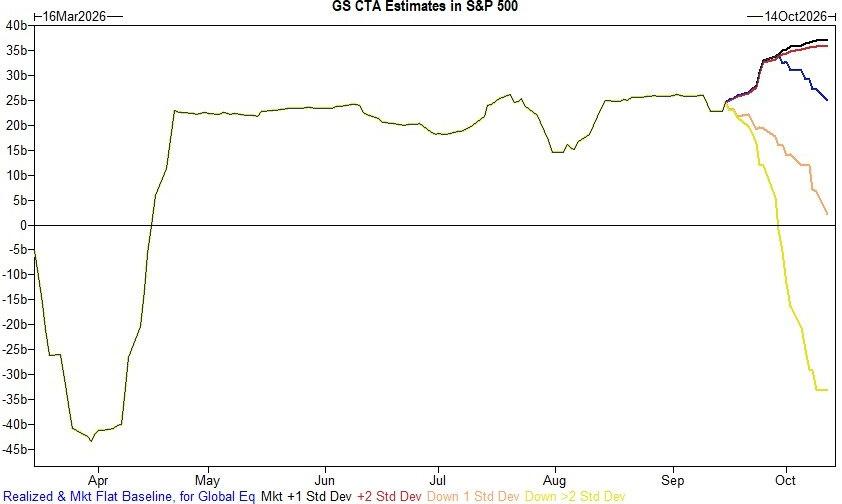 GS CTA Estimates in S&P 500
16Mar2026
14Oct2026
40b
35b
30b
25b
20b
15b
10b
5b
0
-5b
-10b
-15b
-20b
-25b
-30b
-35b
-40b
-45b
Apr May Jun Jul Aug Sep Oct
Realized & Mkt Flat Baseline, for Global Eq Mkt +1 Std Dev +2 Std Dev Down 1 Std Dev Down >2 Std Dev